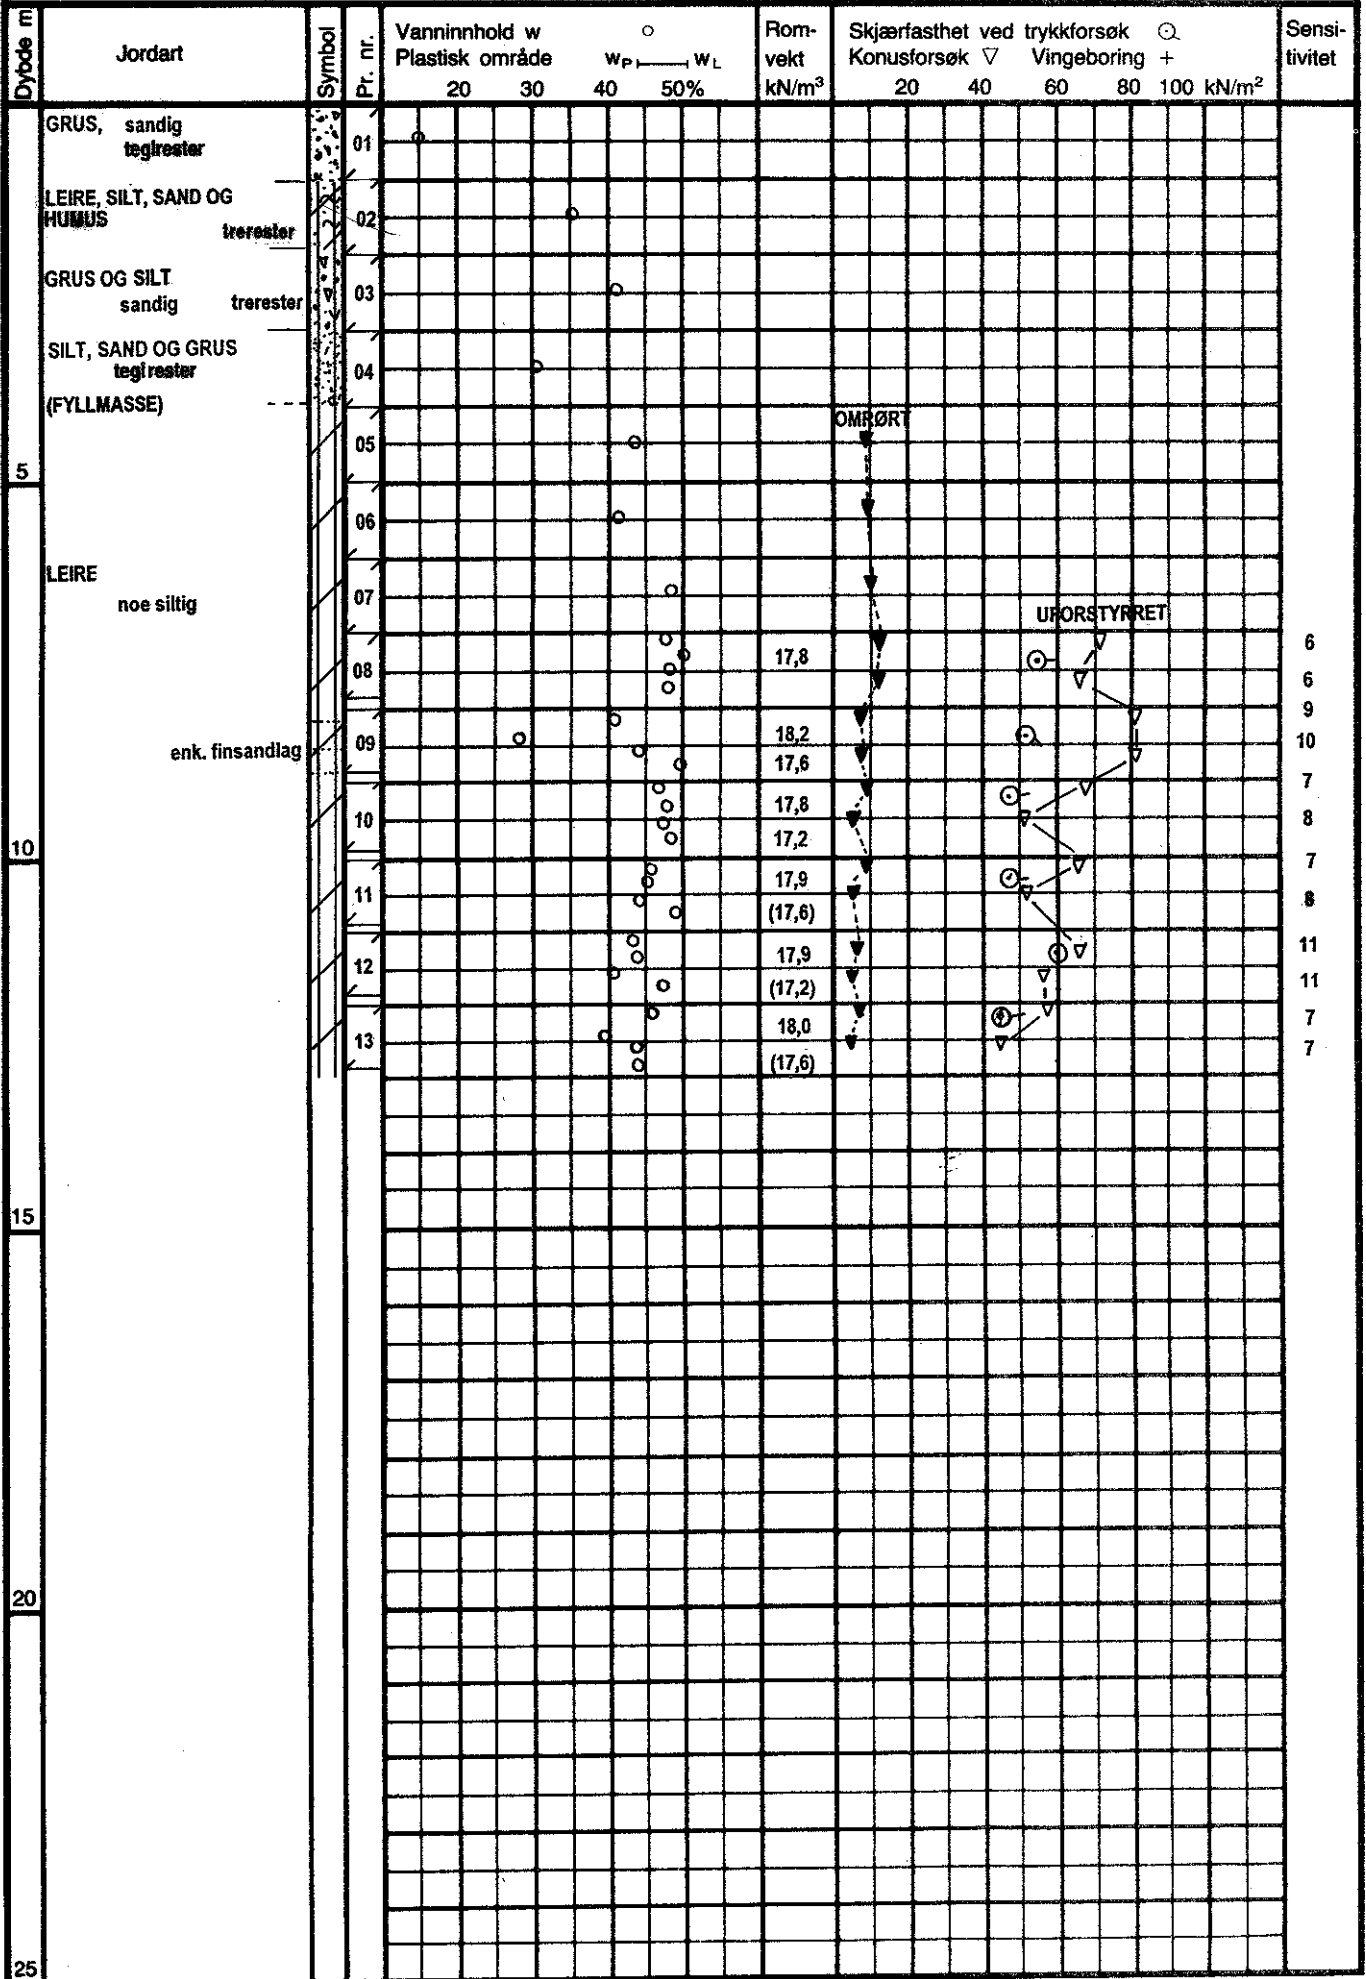 Dybde m
Jordart
Symbol
Pr. nr.
Vanninnhold w
Plastisk område wP wL
20 30 40 50%
Rom-
vekt
kN/m³
Skjærfasthet ved trykkforsøk
Konusforsøk ▽ Vingeboring +
20 40 60 80 100 kN/m²
Sensi-
tivitet
GRUS, sandig
teglrester
01
LEIRE, SILT, SAND OG
HUMUS
trerester
02
GRUS OG SILT
sandig trerester
03
SILT, SAND OG GRUS
teglrester
04
(FYLLMASSE)
OMRØRT
05
5
06
LEIRE
noe siltig
07
UFORSTYRRET
6
17,8
08
6
9
enk. finsandlag
09
18,2
10
17,6
7
17,8
10
8
17,2
10
7
17,9
11
8
(17,6)
11
17,9
12
11
(17,2)
7
18,0
13
7
(17,6)
15
20
25